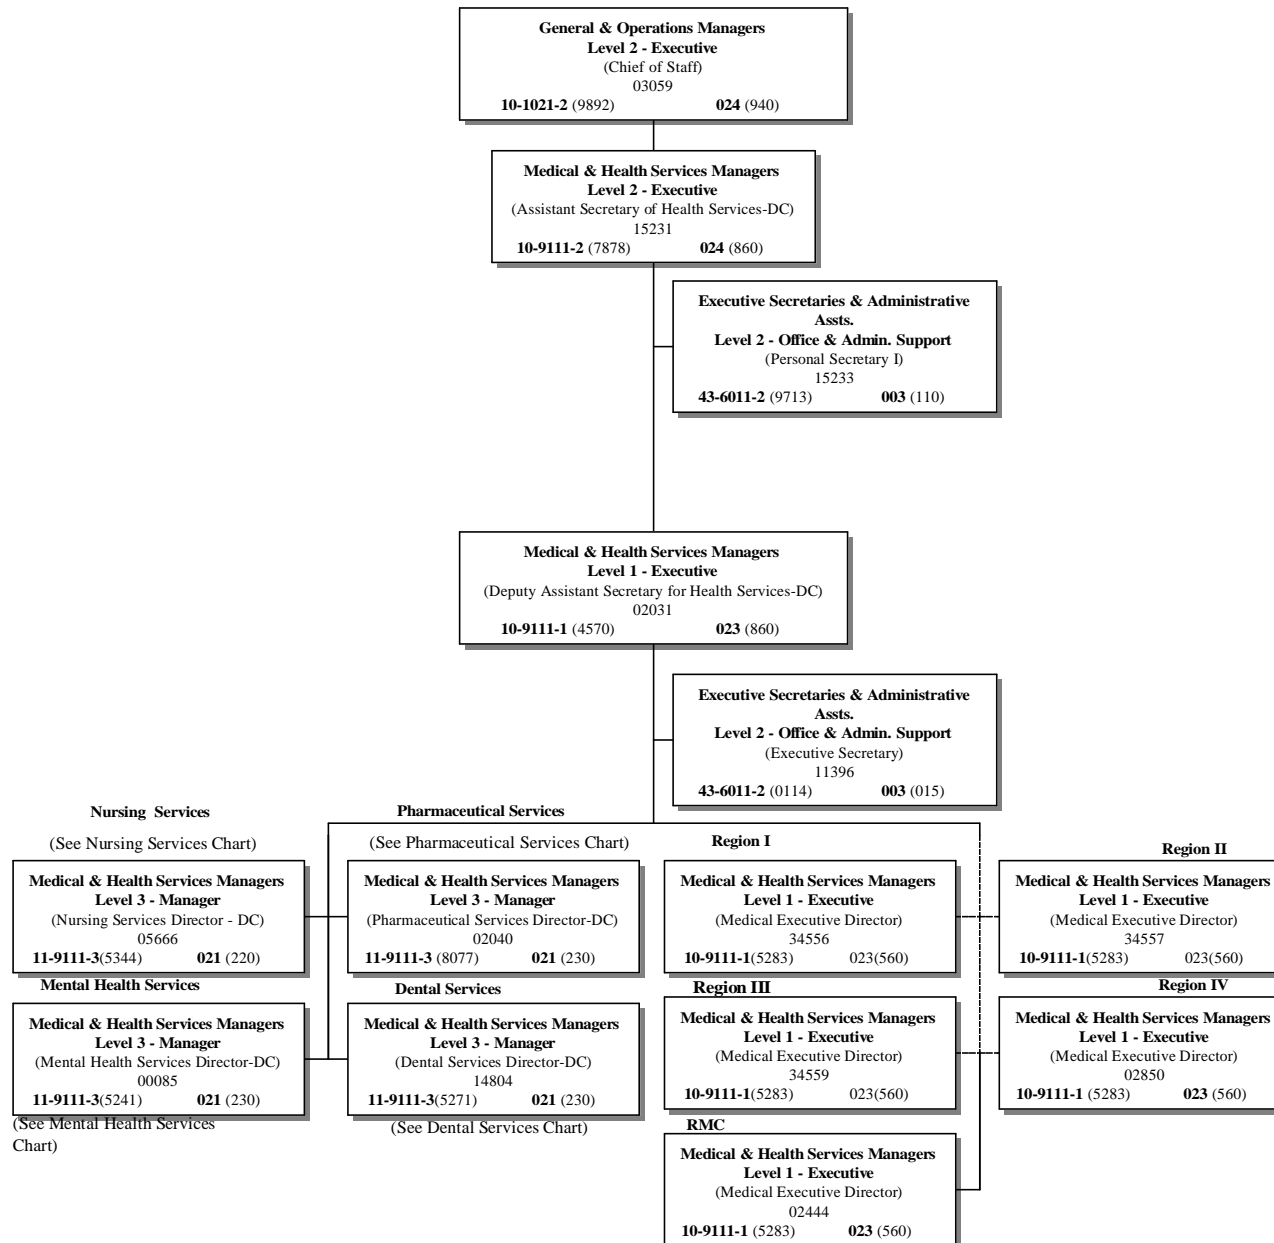 General & Operations Managers
Level 2 - Executive
(Chief of Staff)
03059
10-1021-2 (9892) 024 (940)
Medical & Health Services Managers
Level 2 - Executive
(Assistant Secretary of Health Services-DC)
15231
10-9111-2 (7878) 024 (860)
Executive Secretaries & Administrative
Assts.
Level 2 - Office & Admin. Support
(Personal Secretary I)
15233
43-6011-2 (9713) 003 (110)
Medical & Health Services Managers
Level 1 - Executive
(Deputy Assistant Secretary for Health Services-DC)
02031
10-9111-1 (4570) 023 (860)
Executive Secretaries & Administrative
Assts.
Level 2 - Office & Admin. Support
(Executive Secretary)
11396
43-6011-2 (0114) 003 (015)
Nursing Services
(See Nursing Services Chart)
Medical & Health Services Managers
Level 3 - Manager
(Nursing Services Director - DC)
05666
11-9111-3(5344) 021 (220)
Pharmaceutical Services
(See Pharmaceutical Services Chart)
Medical & Health Services Managers
Level 3 - Manager
(Pharmaceutical Services Director-DC)
02040
11-9111-3 (8077) 021 (230)
Region I
Medical & Health Services Managers
Level 1 - Executive
(Medical Executive Director)
34556
10-9111-1(5283) 023(560)
Region II
Medical & Health Services Managers
Level 1 - Executive
(Medical Executive Director)
34557
10-9111-1(5283) 023(560)
Mental Health Services
Medical & Health Services Managers
Level 3 - Manager
(Mental Health Services Director-DC)
00085
11-9111-3(5241) 021 (230)
(See Mental Health Services
Chart)
Dental Services
Medical & Health Services Managers
Level 3 - Manager
(Dental Services Director-DC)
14804
11-9111-3(5271) 021 (230)
(See Dental Services Chart)
Region III
Medical & Health Services Managers
Level 1 - Executive
(Medical Executive Director)
34559
10-9111-1(5283) 023(560)
Region IV
Medical & Health Services Managers
Level 1 - Executive
(Medical Executive Director)
02850
10-9111-1 (5283) 023 (560)
RMC
Medical & Health Services Managers
Level 1 - Executive
(Medical Executive Director)
02444
10-9111-1 (5283) 023 (560)